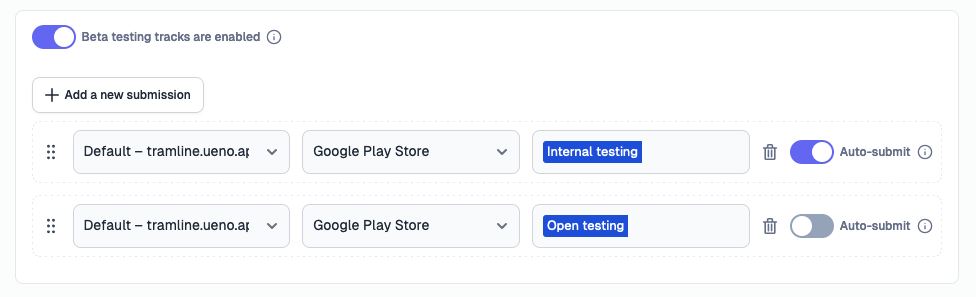 Beta testing tracks are enabled
Add a new submission
Default – tramline.ueno.ap Google Play Store Internal testing Auto-submit
Default – tramline.ueno.ap Google Play Store Open testing Auto-submit